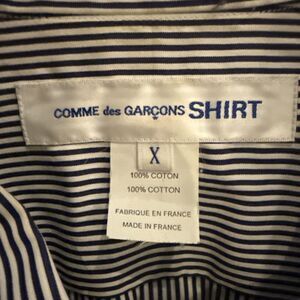 COMME des GARÇONS SHIRT
X
100% COTON
100% COTTON
FABRIQUE EN FRANCE
MADE IN FRANCE